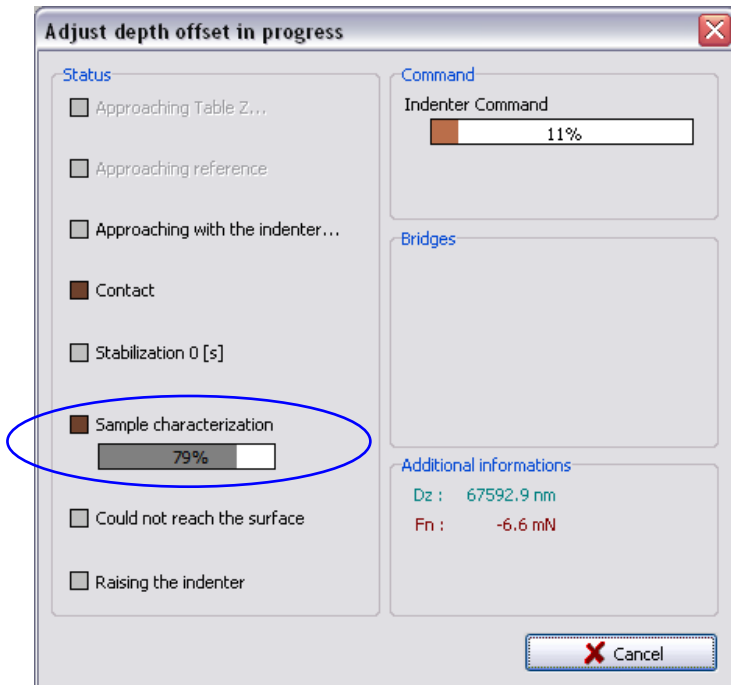 Adjust depth offset in progress
Status
Approaching Table Z...
Approaching reference
Approaching with the indenter...
Contact
Stabilization 0 [s]
Sample characterization
79%
Could not reach the surface
Raising the indenter
Command
Indenter Command
11%
Bridges
Additional informations
Dz : 67592.9 nm
Fn : -6.6 mN
Cancel